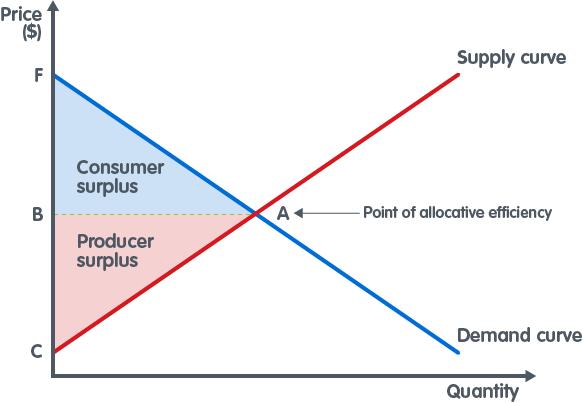 Price
($)
F
Supply curve
Consumer
surplus
B
A
Point of allocative efficiency
Producer
surplus
C
Demand curve
Quantity